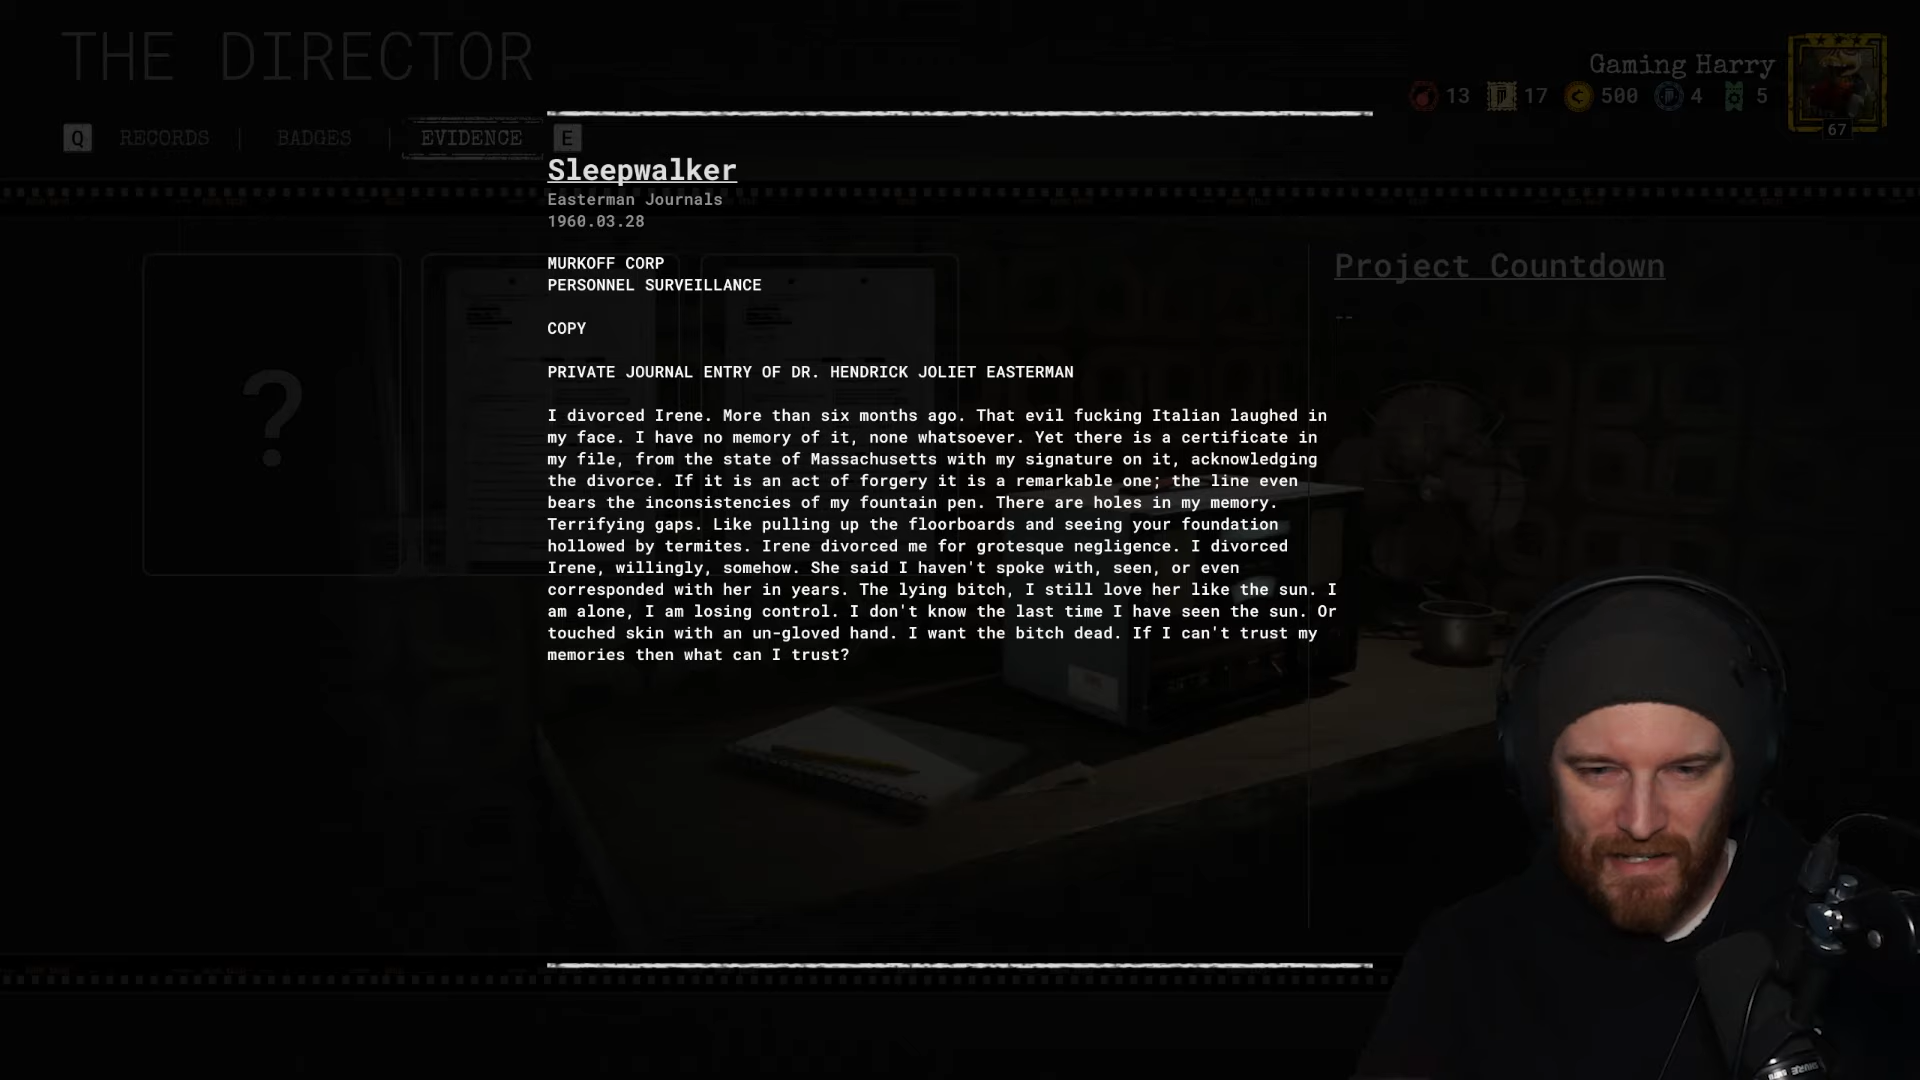 THE DIRECTOR
Gaming Harry
13 17 500 4 5
67
Q RECORDS | BADGES | EVIDENCE E
Sleepwalker
Easterman Journals
1960.03.28
MURKOFF CORP
PERSONNEL SURVEILLANCE
COPY
PRIVATE JOURNAL ENTRY OF DR. HENDRICK JOLIET EASTERMAN
I divorced Irene. More than six months ago. That evil fucking Italian laughed in
my face. I have no memory of it, none whatsoever. Yet there is a certificate in
my file, from the state of Massachusetts with my signature on it, acknowledging
the divorce. If it is an act of forgery it is a remarkable one; the line even
bears the inconsistencies of my fountain pen. There are holes in my memory.
Terrifying gaps. Like pulling up the floorboards and seeing your foundation
hollowed by termites. Irene divorced me for grotesque negligence. I divorced
Irene, willingly, somehow. She said I haven't spoke with, seen, or even
corresponded with her in years. The lying bitch, I still love her like the sun. I
am alone, I am losing control. I don't know the last time I have seen the sun. Or
touched skin with an un-gloved hand. I want the bitch dead. If I can't trust my
memories then what can I trust?
?
Project Countdown
--